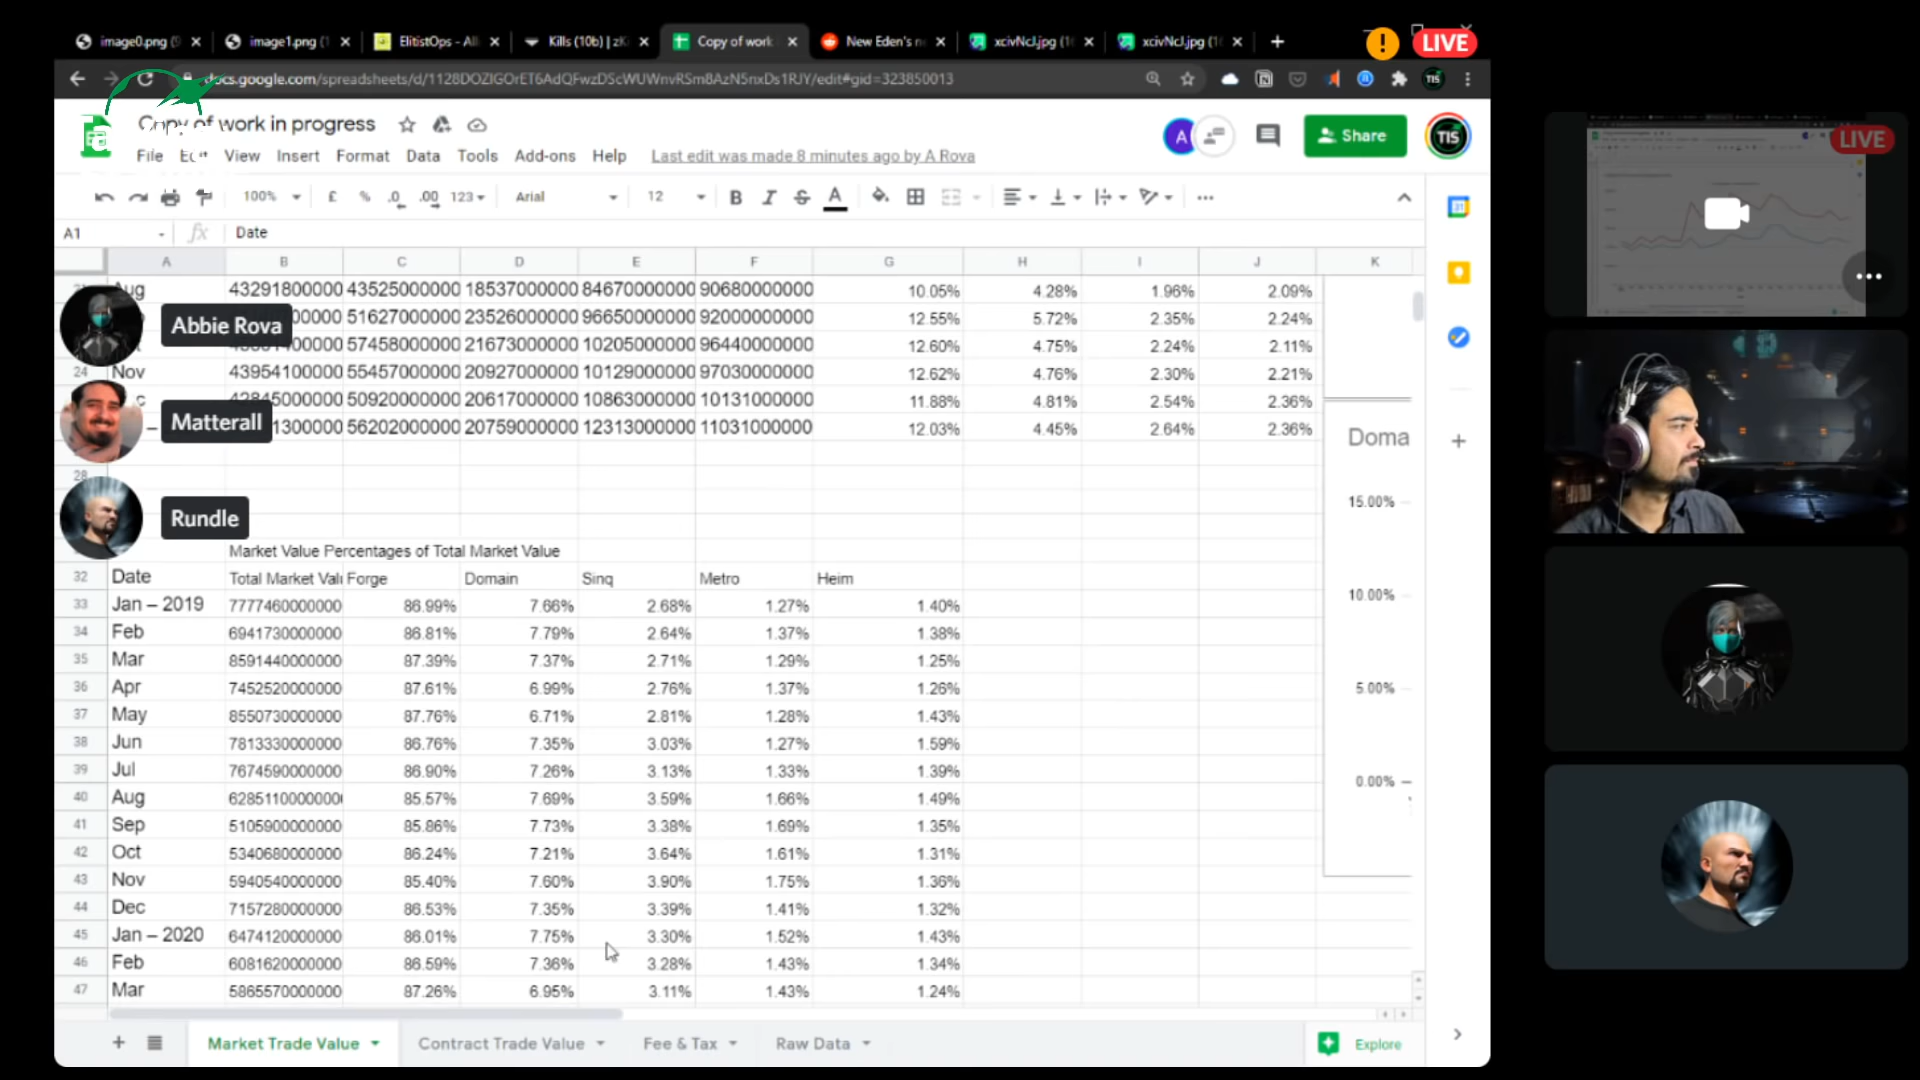 image0.png (9
image1.png (1
ElitistOps - Al
Kills (10b) | zK
Copy of work
New Eden's n
xcivNcJ.jpg (1
xcivNcJ.jpg (1
LIVE
docs.google.com/spreadsheets/d/1128DOZIGOrET6AdQFwzDScWUWnvRSm8AzN5nxDs1RJY/edit#gid=323850013
Copy of work in progress
File Edit View Insert Format Data Tools Add-ons Help Last edit was made 8 minutes ago by A Rova
A
Share
TIS
100% £ % .0 .00 123 Arial 12 B I S A
A1 fx Date
A B C D E F G H I J K
Aug 43291800000 43525000000 18537000000 84670000000 90680000000 10.05% 4.28% 1.96% 2.09%
51627000000 23526000000 96650000000 92000000000 12.55% 5.72% 2.35% 2.24%
57458000000 21673000000 10205000000 96440000000 12.60% 4.75% 2.24% 2.11%
24 Nov 43954100000 55457000000 20927000000 10129000000 97030000000 12.62% 4.76% 2.30% 2.21%
50920000000 20617000000 10863000000 10131000000 11.88% 4.81% 2.54% 2.36%
56202000000 20759000000 12313000000 11031000000 12.03% 4.45% 2.64% 2.36%
28
Abbie Rova
Matterall
Rundle
Market Value Percentages of Total Market Value
32 Date Total Market Valu Forge Domain Sinq Metro Heim
33 Jan – 2019 7777460000000 86.99% 7.66% 2.68% 1.27% 1.40%
34 Feb 6941730000000 86.81% 7.79% 2.64% 1.37% 1.38%
35 Mar 8591440000000 87.39% 7.37% 2.71% 1.29% 1.25%
36 Apr 7452520000000 87.61% 6.99% 2.76% 1.37% 1.26%
37 May 8550730000000 87.76% 6.71% 2.81% 1.28% 1.43%
38 Jun 7813330000000 86.76% 7.35% 3.03% 1.27% 1.59%
39 Jul 7674590000000 86.90% 7.26% 3.13% 1.33% 1.39%
40 Aug 6285110000000 85.57% 7.69% 3.59% 1.66% 1.49%
41 Sep 5105900000000 85.86% 7.73% 3.38% 1.69% 1.35%
42 Oct 5340680000000 86.24% 7.21% 3.64% 1.61% 1.31%
43 Nov 5940540000000 85.40% 7.60% 3.90% 1.75% 1.36%
44 Dec 7157280000000 86.53% 7.35% 3.39% 1.41% 1.32%
45 Jan – 2020 6474120000000 86.01% 7.75% 3.30% 1.52% 1.43%
46 Feb 6081620000000 86.59% 7.36% 3.28% 1.43% 1.34%
47 Mar 5865570000000 87.26% 6.95% 3.11% 1.43% 1.24%
Doma
15.00%
10.00%
5.00%
0.00%
Market Trade Value Contract Trade Value Fee & Tax Raw Data Explore
LIVE